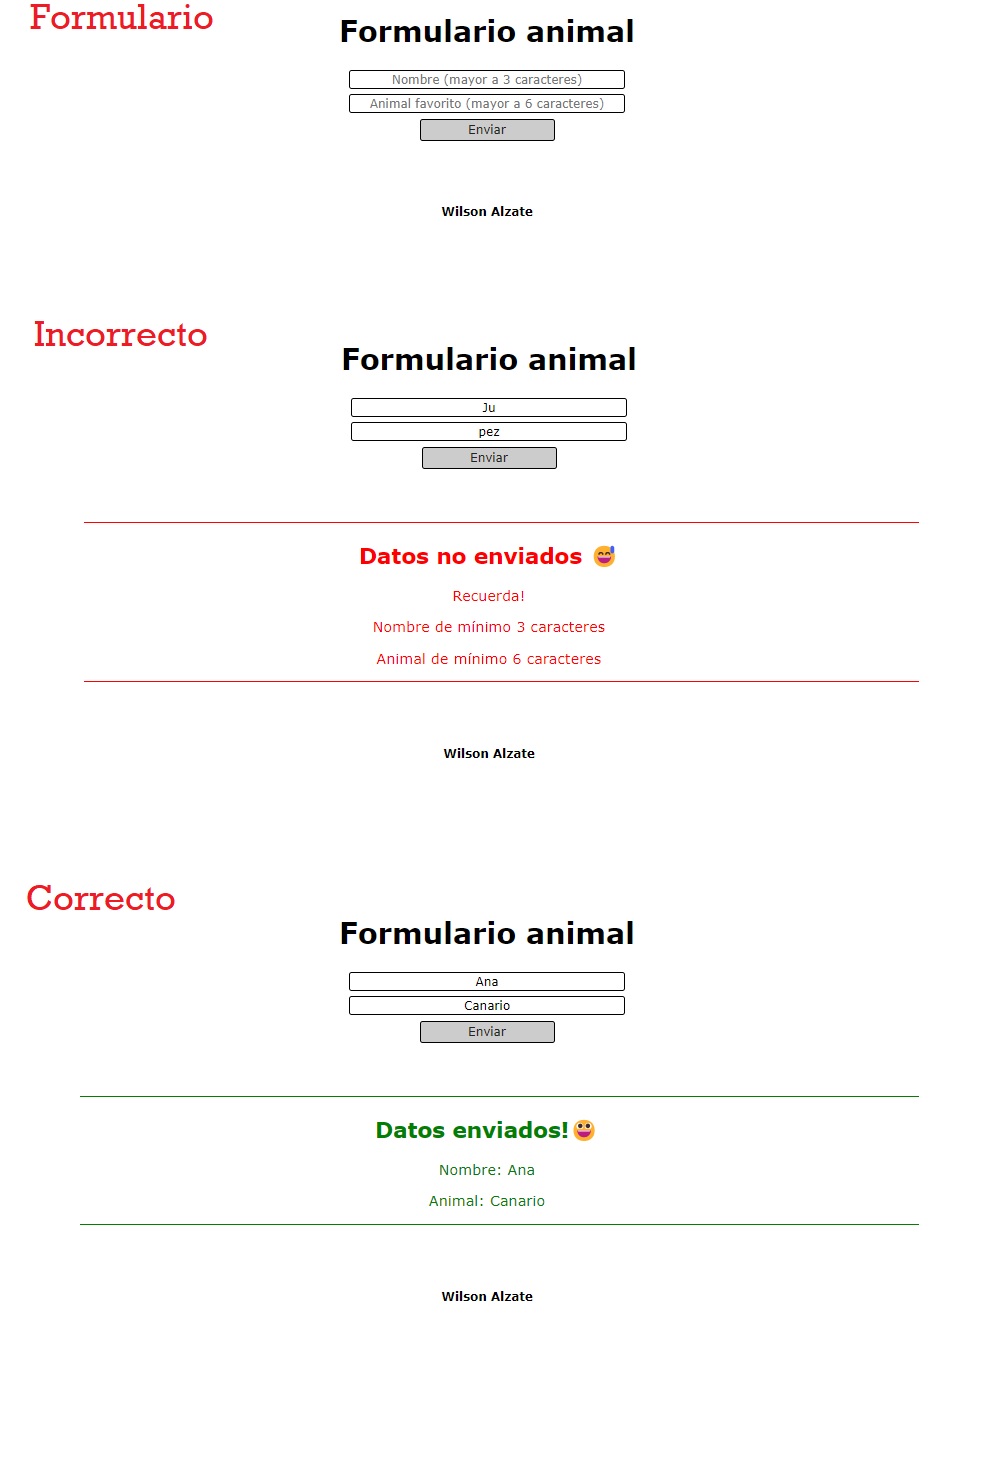 Formulario
Formulario animal
Nombre (mayor a 3 caracteres)
Animal favorito (mayor a 6 caracteres)
Enviar
Wilson Alzate
Incorrecto
Formulario animal
Ju
pez
Enviar
Datos no enviados 😅
Recuerda!
Nombre de mínimo 3 caracteres
Animal de mínimo 6 caracteres
Wilson Alzate
Correcto
Formulario animal
Ana
Canario
Enviar
Datos enviados!😃
Nombre: Ana
Animal: Canario
Wilson Alzate